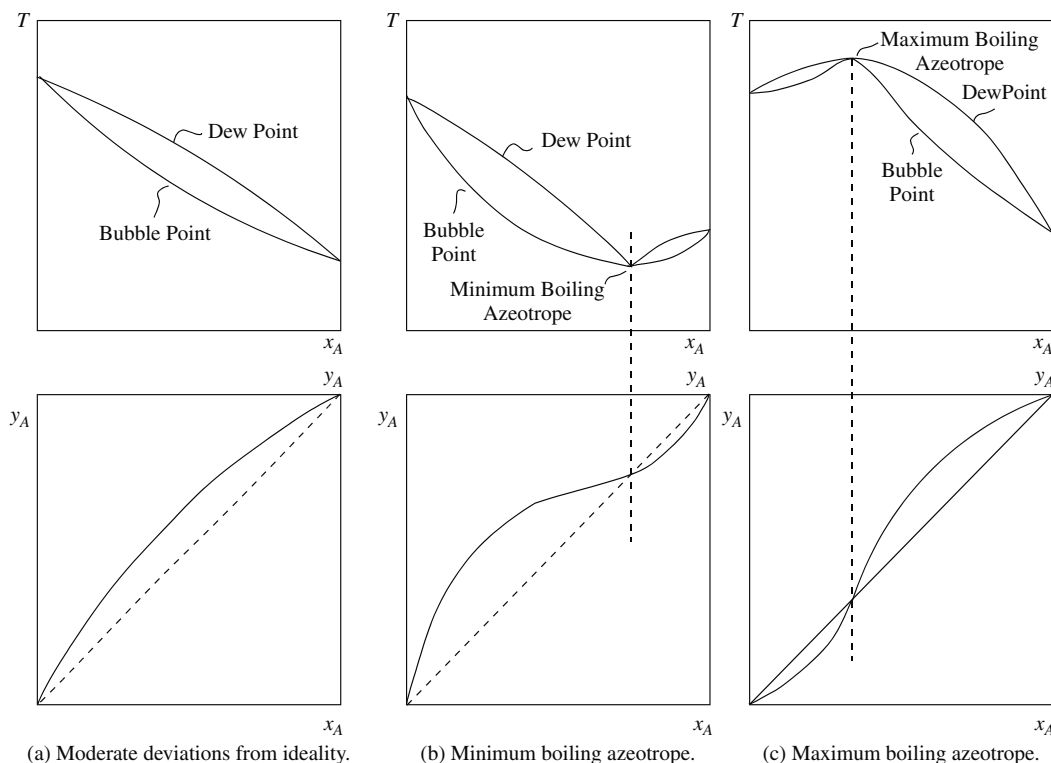 T
Dew Point
Bubble Point
x_A
y_A
y_A
x_A
(a) Moderate deviations from ideality.
T
Dew Point
Bubble
Point
Minimum Boiling
Azeotrope
x_A
y_A
y_A
x_A
(b) Minimum boiling azeotrope.
T
Maximum Boiling
Azeotrope
DewPoint
Bubble
Point
x_A
y_A
y_A
x_A
(c) Maximum boiling azeotrope.